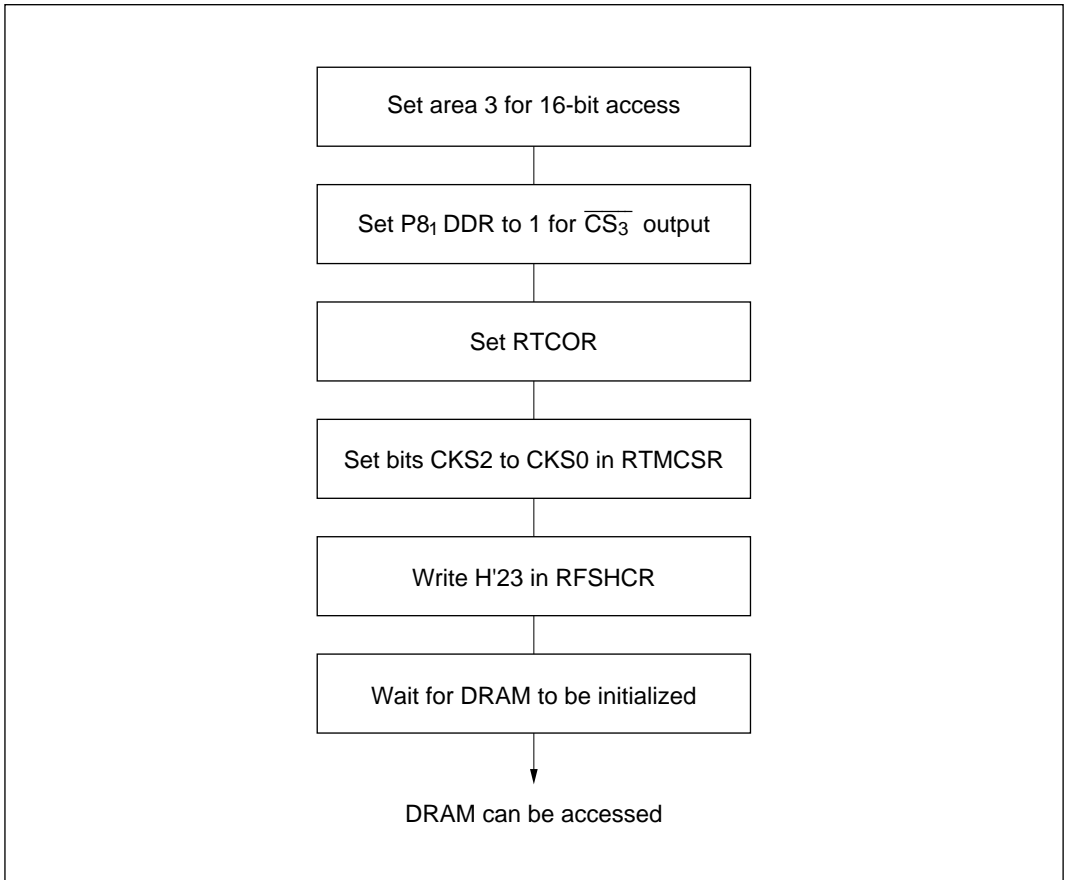 Set area 3 for 16-bit access
Set P8₁ DDR to 1 for C̅S̅₃̅ output
Set RTCOR
Set bits CKS2 to CKS0 in RTMCSR
Write H'23 in RFSHCR
Wait for DRAM to be initialized
DRAM can be accessed